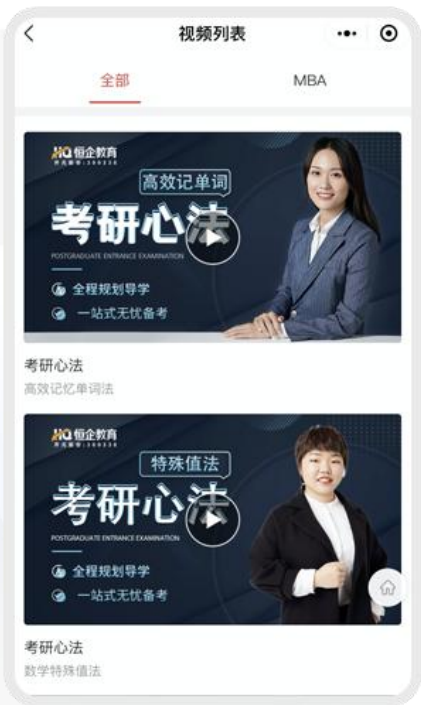 视频列表
全部
MBA
恒企教育
高效记单词
考研心法
POSTGRADUATE ENTRANCE EXAMINATION
全程规划导学
一站式无忧备考
考研心法
高效记忆单词法
恒企教育
特殊值法
考研心法
POSTGRADUATE ENTRANCE EXAMINATION
全程规划导学
一站式无忧备考
考研心法
数学特殊值法